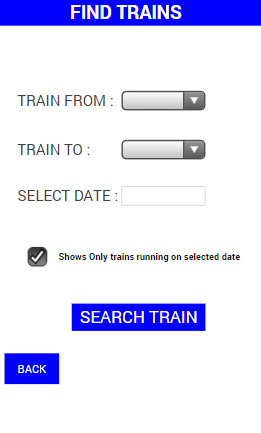 FIND TRAINS
TRAIN FROM :
TRAIN TO :
SELECT DATE :
Shows Only trains running on selected date
SEARCH TRAIN
BACK